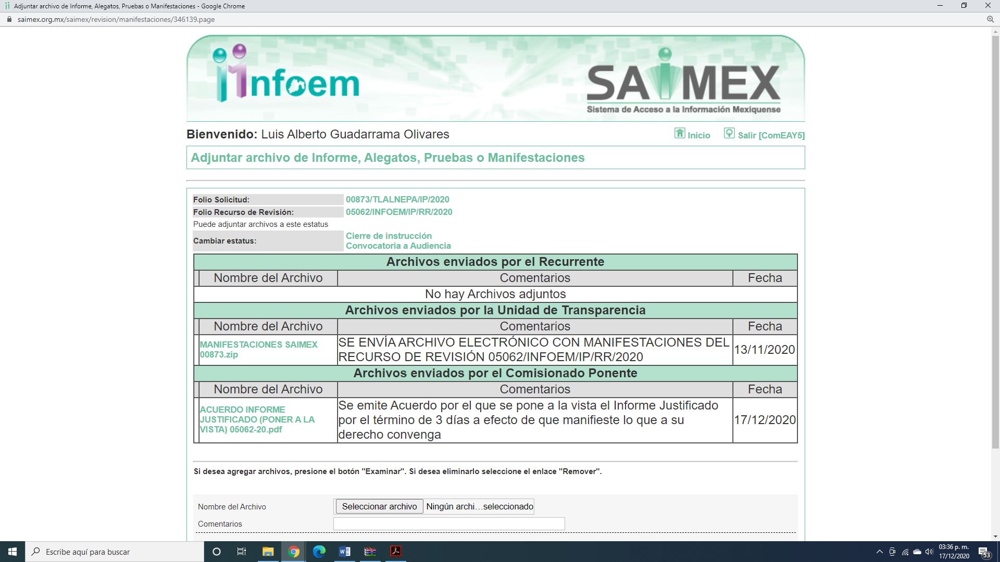 Adjuntar archivo de Informe, Alegatos, Pruebas o Manifestaciones - Google Chrome
saimex.org.mx/saimex/revision/manifestaciones/346139.page
infoem
SAIMEX
Sistema de Acceso a la Información Mexiquense
Bienvenido: Luis Alberto Guadarrama Olivares
Inicio
Salir [ComEAY5]
Adjuntar archivo de Informe, Alegatos, Pruebas o Manifestaciones
Folio Solicitud: 00873/TLALNEPA/IP/2020
Folio Recurso de Revisión: 05062/INFOEM/IP/RR/2020
Puede adjuntar archivos a este estatus
Cambiar estatus:
Cierre de instrucción
Convocatoria a Audiencia
Archivos enviados por el Recurrente
Nombre del Archivo Comentarios Fecha
No hay Archivos adjuntos
Archivos enviados por la Unidad de Transparencia
Nombre del Archivo Comentarios Fecha
MANIFESTACIONES SAIMEX
00873.zip
SE ENVÍA ARCHIVO ELECTRÓNICO CON MANIFESTACIONES DEL
RECURSO DE REVISIÓN 05062/INFOEM/IP/RR/2020
13/11/2020
Archivos enviados por el Comisionado Ponente
Nombre del Archivo Comentarios Fecha
ACUERDO INFORME
JUSTIFICADO (PONER A LA
VISTA) 05062-20.pdf
Se emite Acuerdo por el que se pone a la vista el Informe Justificado
por el término de 3 días a efecto de que manifieste lo que a su
derecho convenga
17/12/2020
Si desea agregar archivos, presione el botón "Examinar". Si desea eliminarlo seleccione el enlace "Remover".
Nombre del Archivo Seleccionar archivo Ningún archi…seleccionado
Comentarios
Escribe aquí para buscar
03:36 p. m.
17/12/2020
53